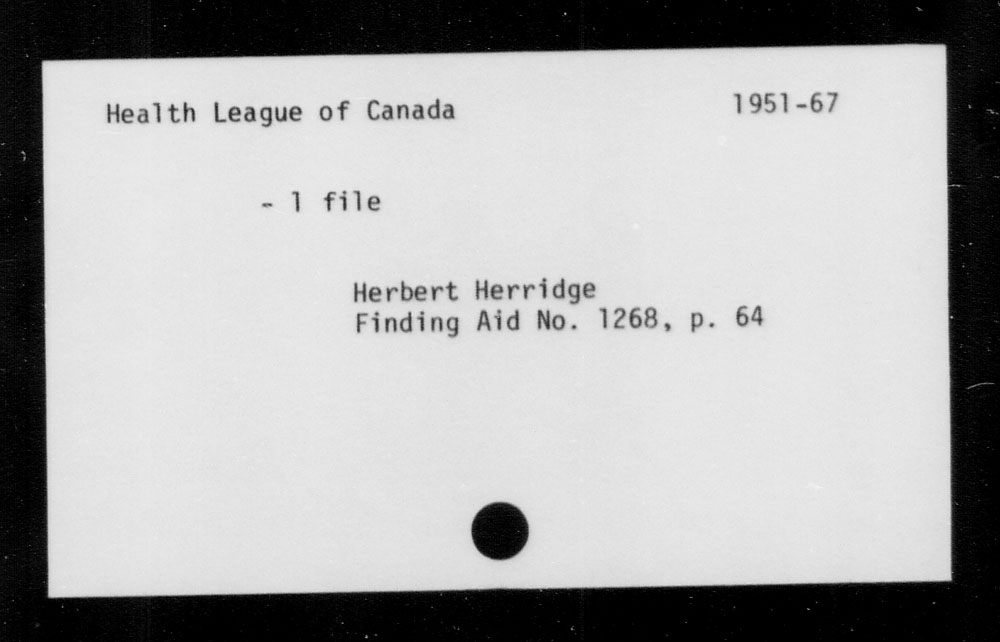 Health League of Canada 1951-67
- 1 file
Herbert Herridge
Finding Aid No. 1268, p. 64